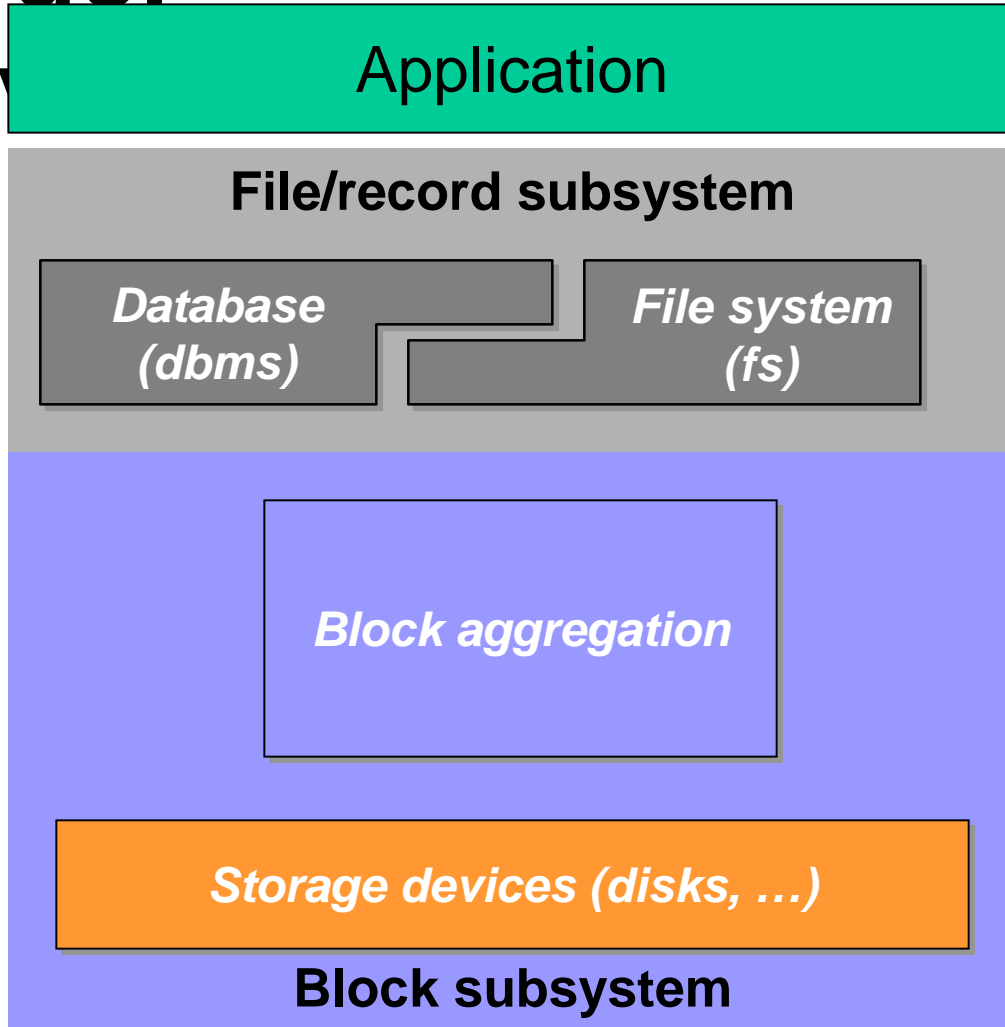 Application
File/record subsystem
Database
(dbms)
File system
(fs)
Block aggregation
Storage devices (disks, …)
Block subsystem